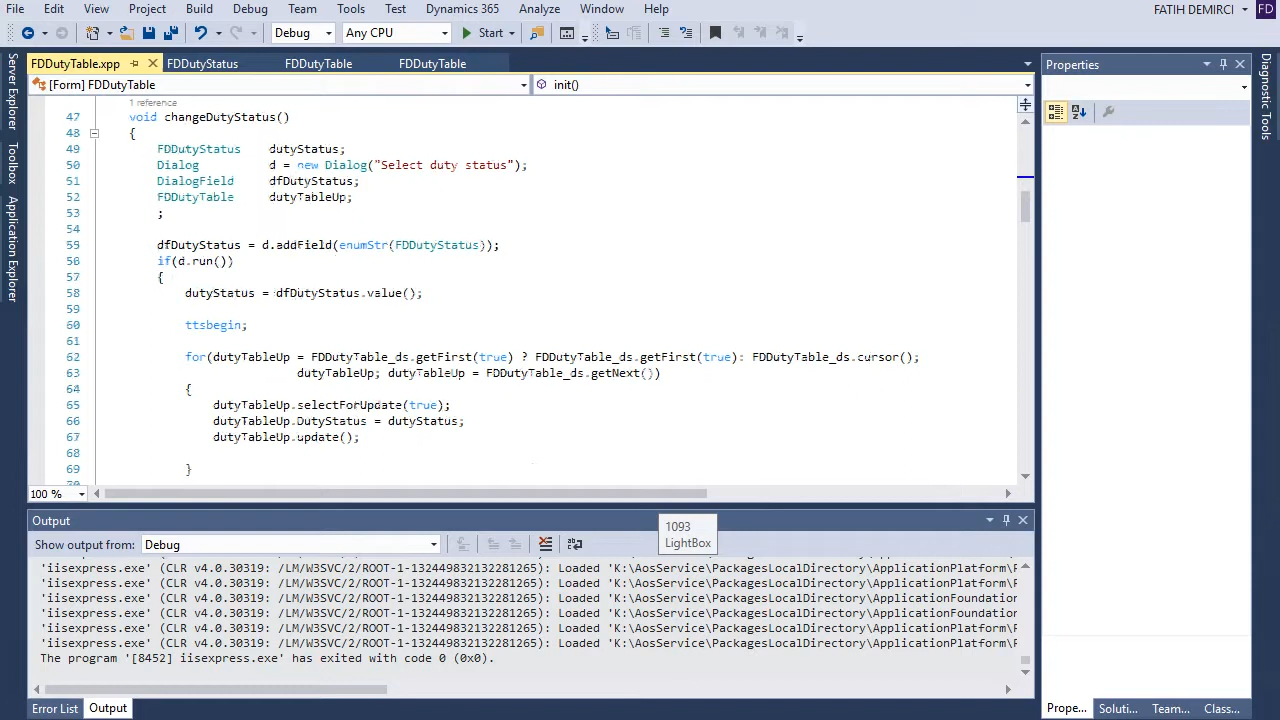 File Edit View Project Build Debug Team Tools Test Dynamics 365 Analyze Window Help FATIH DEMIRCI FD
Debug Any CPU Start
FDDutyTable.xpp FDDutyStatus FDDutyTable FDDutyTable
[Form] FDDutyTable init()
1 reference
47 void changeDutyStatus()
48 {
49 FDDutyStatus dutyStatus;
50 Dialog d = new Dialog("Select duty status");
51 DialogField dfDutyStatus;
52 FDDutyTable dutyTableUp;
53 ;
54
55 dfDutyStatus = d.addField(enumStr(FDDutyStatus));
56 if(d.run())
57 {
58 dutyStatus = dfDutyStatus.value();
59
60 ttsbegin;
61
62 for(dutyTableUp = FDDutyTable_ds.getFirst(true) ? FDDutyTable_ds.getFirst(true): FDDutyTable_ds.cursor();
63 dutyTableUp; dutyTableUp = FDDutyTable_ds.getNext())
64 {
65 dutyTableUp.selectForUpdate(true);
66 dutyTableUp.DutyStatus = dutyStatus;
67 dutyTableUp.update();
68
69 }
100 %
Output
1093
LightBox
Show output from: Debug
'iisexpress.exe' (CLR v4.0.30319: /LM/W3SVC/2/ROOT-1-132449832132281265): Loaded 'K:\AosService\PackagesLocalDirectory\ApplicationPlatform\
'iisexpress.exe' (CLR v4.0.30319: /LM/W3SVC/2/ROOT-1-132449832132281265): Loaded 'K:\AosService\PackagesLocalDirectory\ApplicationPlatform\
'iisexpress.exe' (CLR v4.0.30319: /LM/W3SVC/2/ROOT-1-132449832132281265): Loaded 'K:\AosService\PackagesLocalDirectory\ApplicationFoundation
'iisexpress.exe' (CLR v4.0.30319: /LM/W3SVC/2/ROOT-1-132449832132281265): Loaded 'K:\AosService\PackagesLocalDirectory\ApplicationFoundation
'iisexpress.exe' (CLR v4.0.30319: /LM/W3SVC/2/ROOT-1-132449832132281265): Loaded 'K:\AosService\PackagesLocalDirectory\ApplicationPlatform\
'iisexpress.exe' (CLR v4.0.30319: /LM/W3SVC/2/ROOT-1-132449832132281265): Loaded 'K:\AosService\PackagesLocalDirectory\ApplicationPlatform\
The program '[8452] iisexpress.exe' has exited with code 0 (0x0).
Error List Output
Server Explorer
Toolbox
Application Explorer
Properties
Prope... Soluti... Team... Class...
Diagnostic Tools